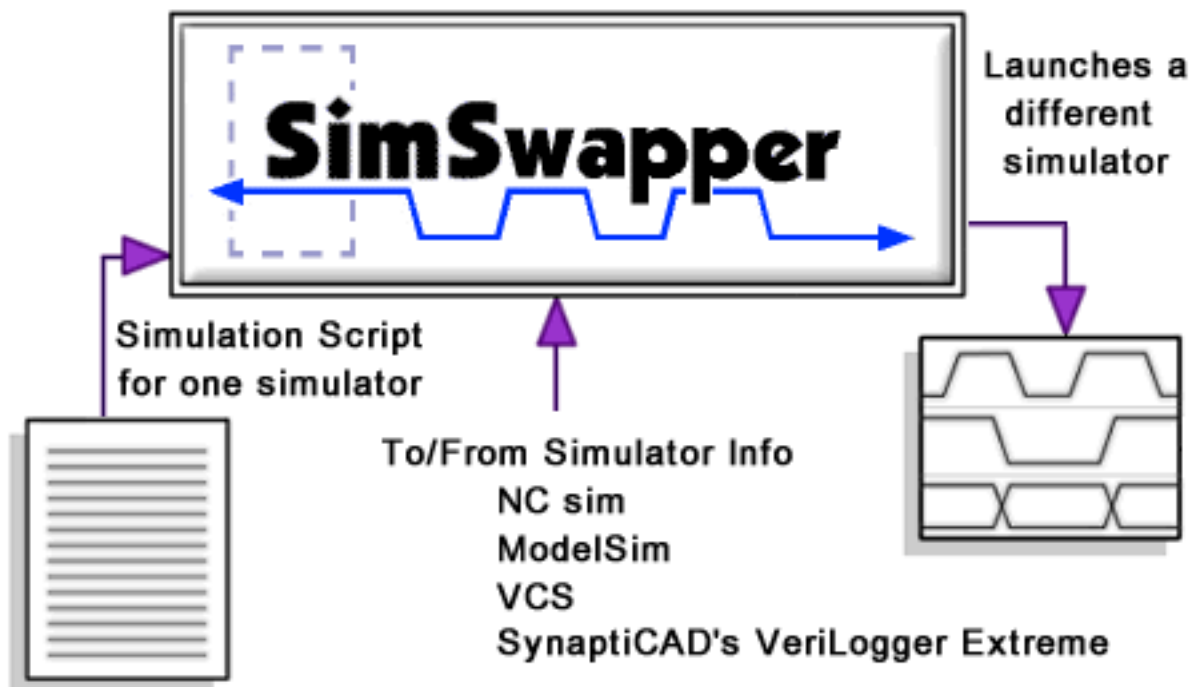 SimSwapper
Launches a
different
simulator
Simulation Script
for one simulator
To/From Simulator Info
NC sim
ModelSim
VCS
SynaptiCAD's VeriLogger Extreme